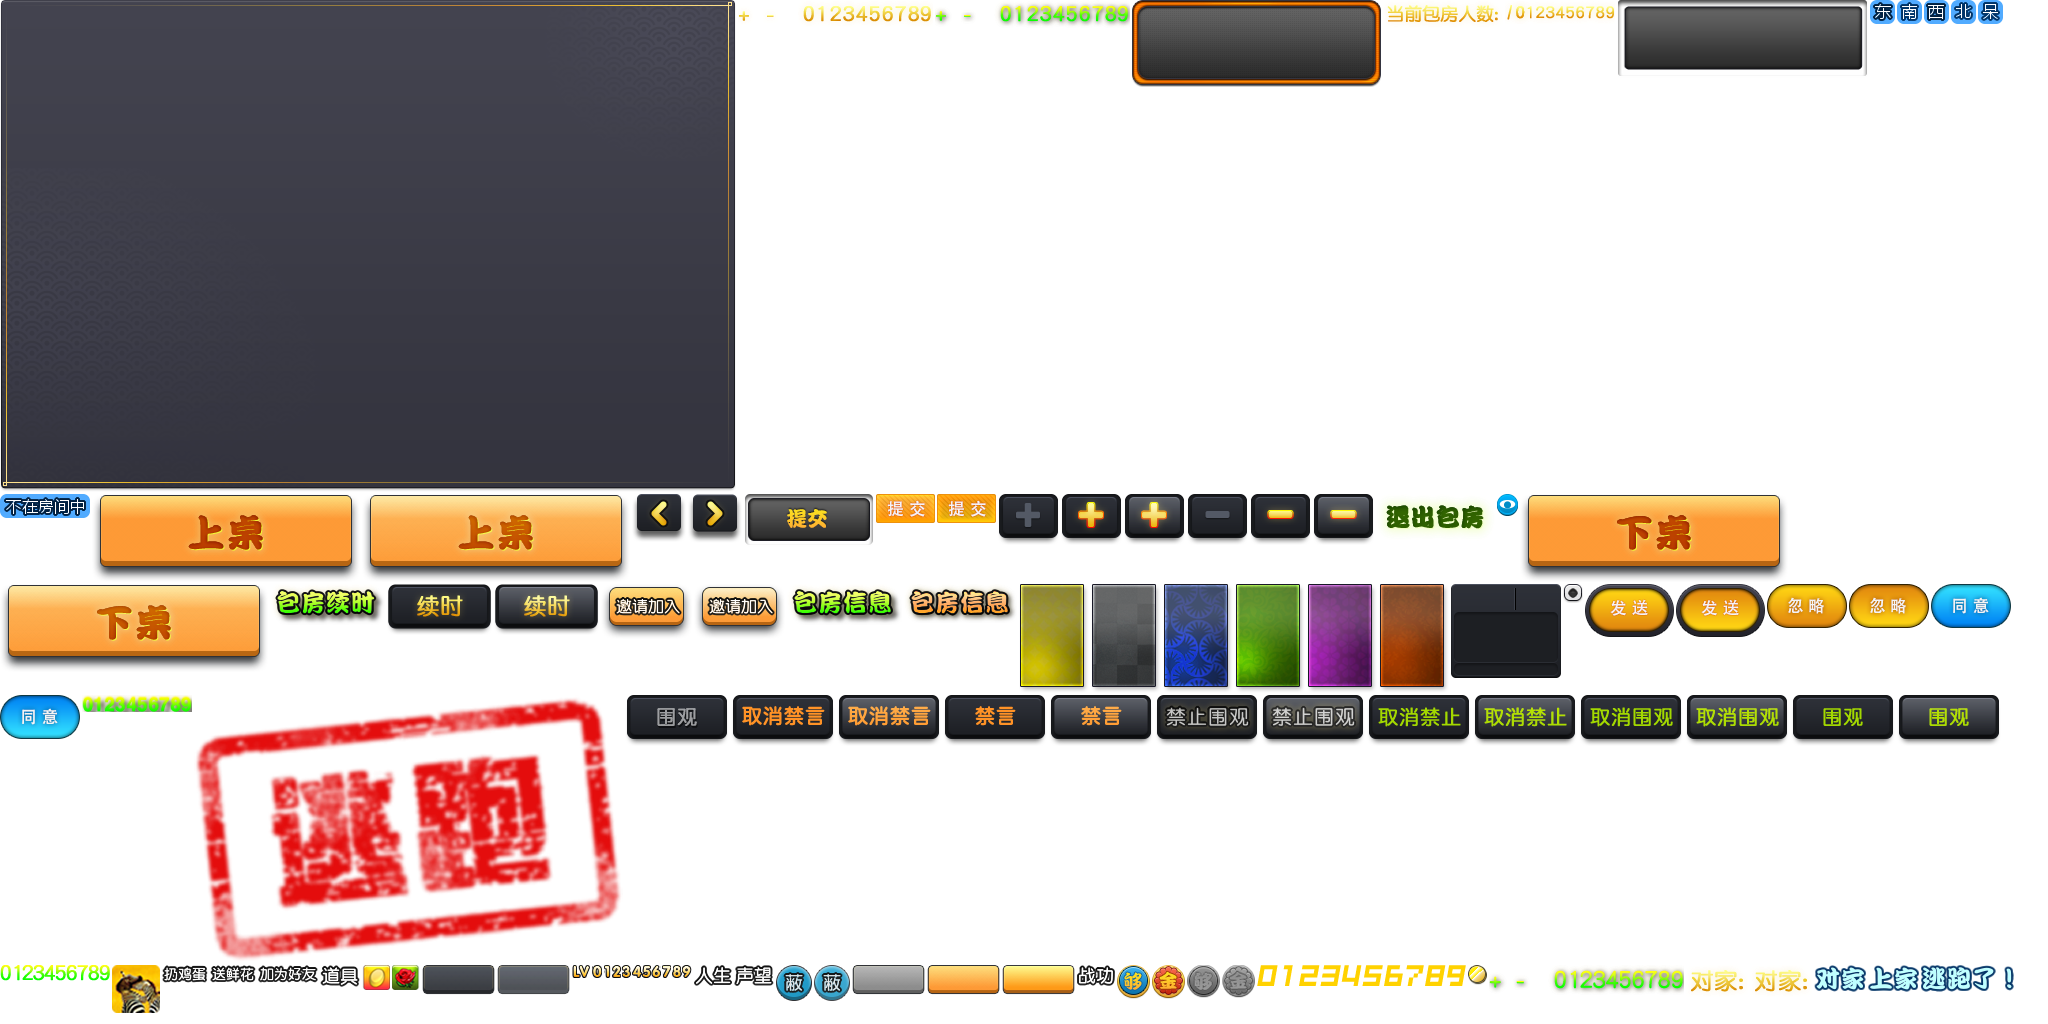 + - 0123456789 + - 0123456789 当前包房人数: /0123456789 东 南 西 北 呆
不在房间中 上桌 上桌 提交 提交 提交 退出包房 下桌
下桌 包房续时 续时 续时 邀请加入 邀请加入 包房信息 包房信息 发送 发送 忽略 忽略 同意
同意 0123456789 围观 取消禁言 取消禁言 禁言 禁言 禁止围观 禁止围观 取消禁止 取消禁止 取消围观 取消围观 围观 围观
逃跑
0123456789 扔鸡蛋 送鲜花 加为好友 道具 LV0123456789 人生 声望 蔽 蔽 战功 够 金 够 金 0123456789 + - 0123456789 对家: 对家: 对家上家逃跑了!